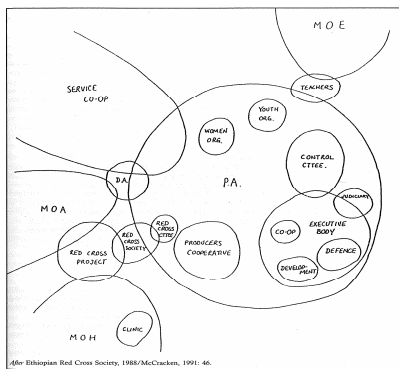 M O E
TEACHERS
SERVICE
CO-OP
YOUTH
ORG.
WOMEN
ORG.
CONTROL
CTTEE.
D.A.
P.A.
JUDICIARY
M O A
RED
CROSS
CTTEE
RED
CROSS
SOCIETY
CO-OP
EXECUTIVE
BODY
RED CROSS
PROJECT
PRODUCERS
COOPERATIVE
DEFENCE
DEVELOP-
MENT
M O H
CLINIC
After Ethiopian Red Cross Society, 1988/McCracken, 1991: 46.